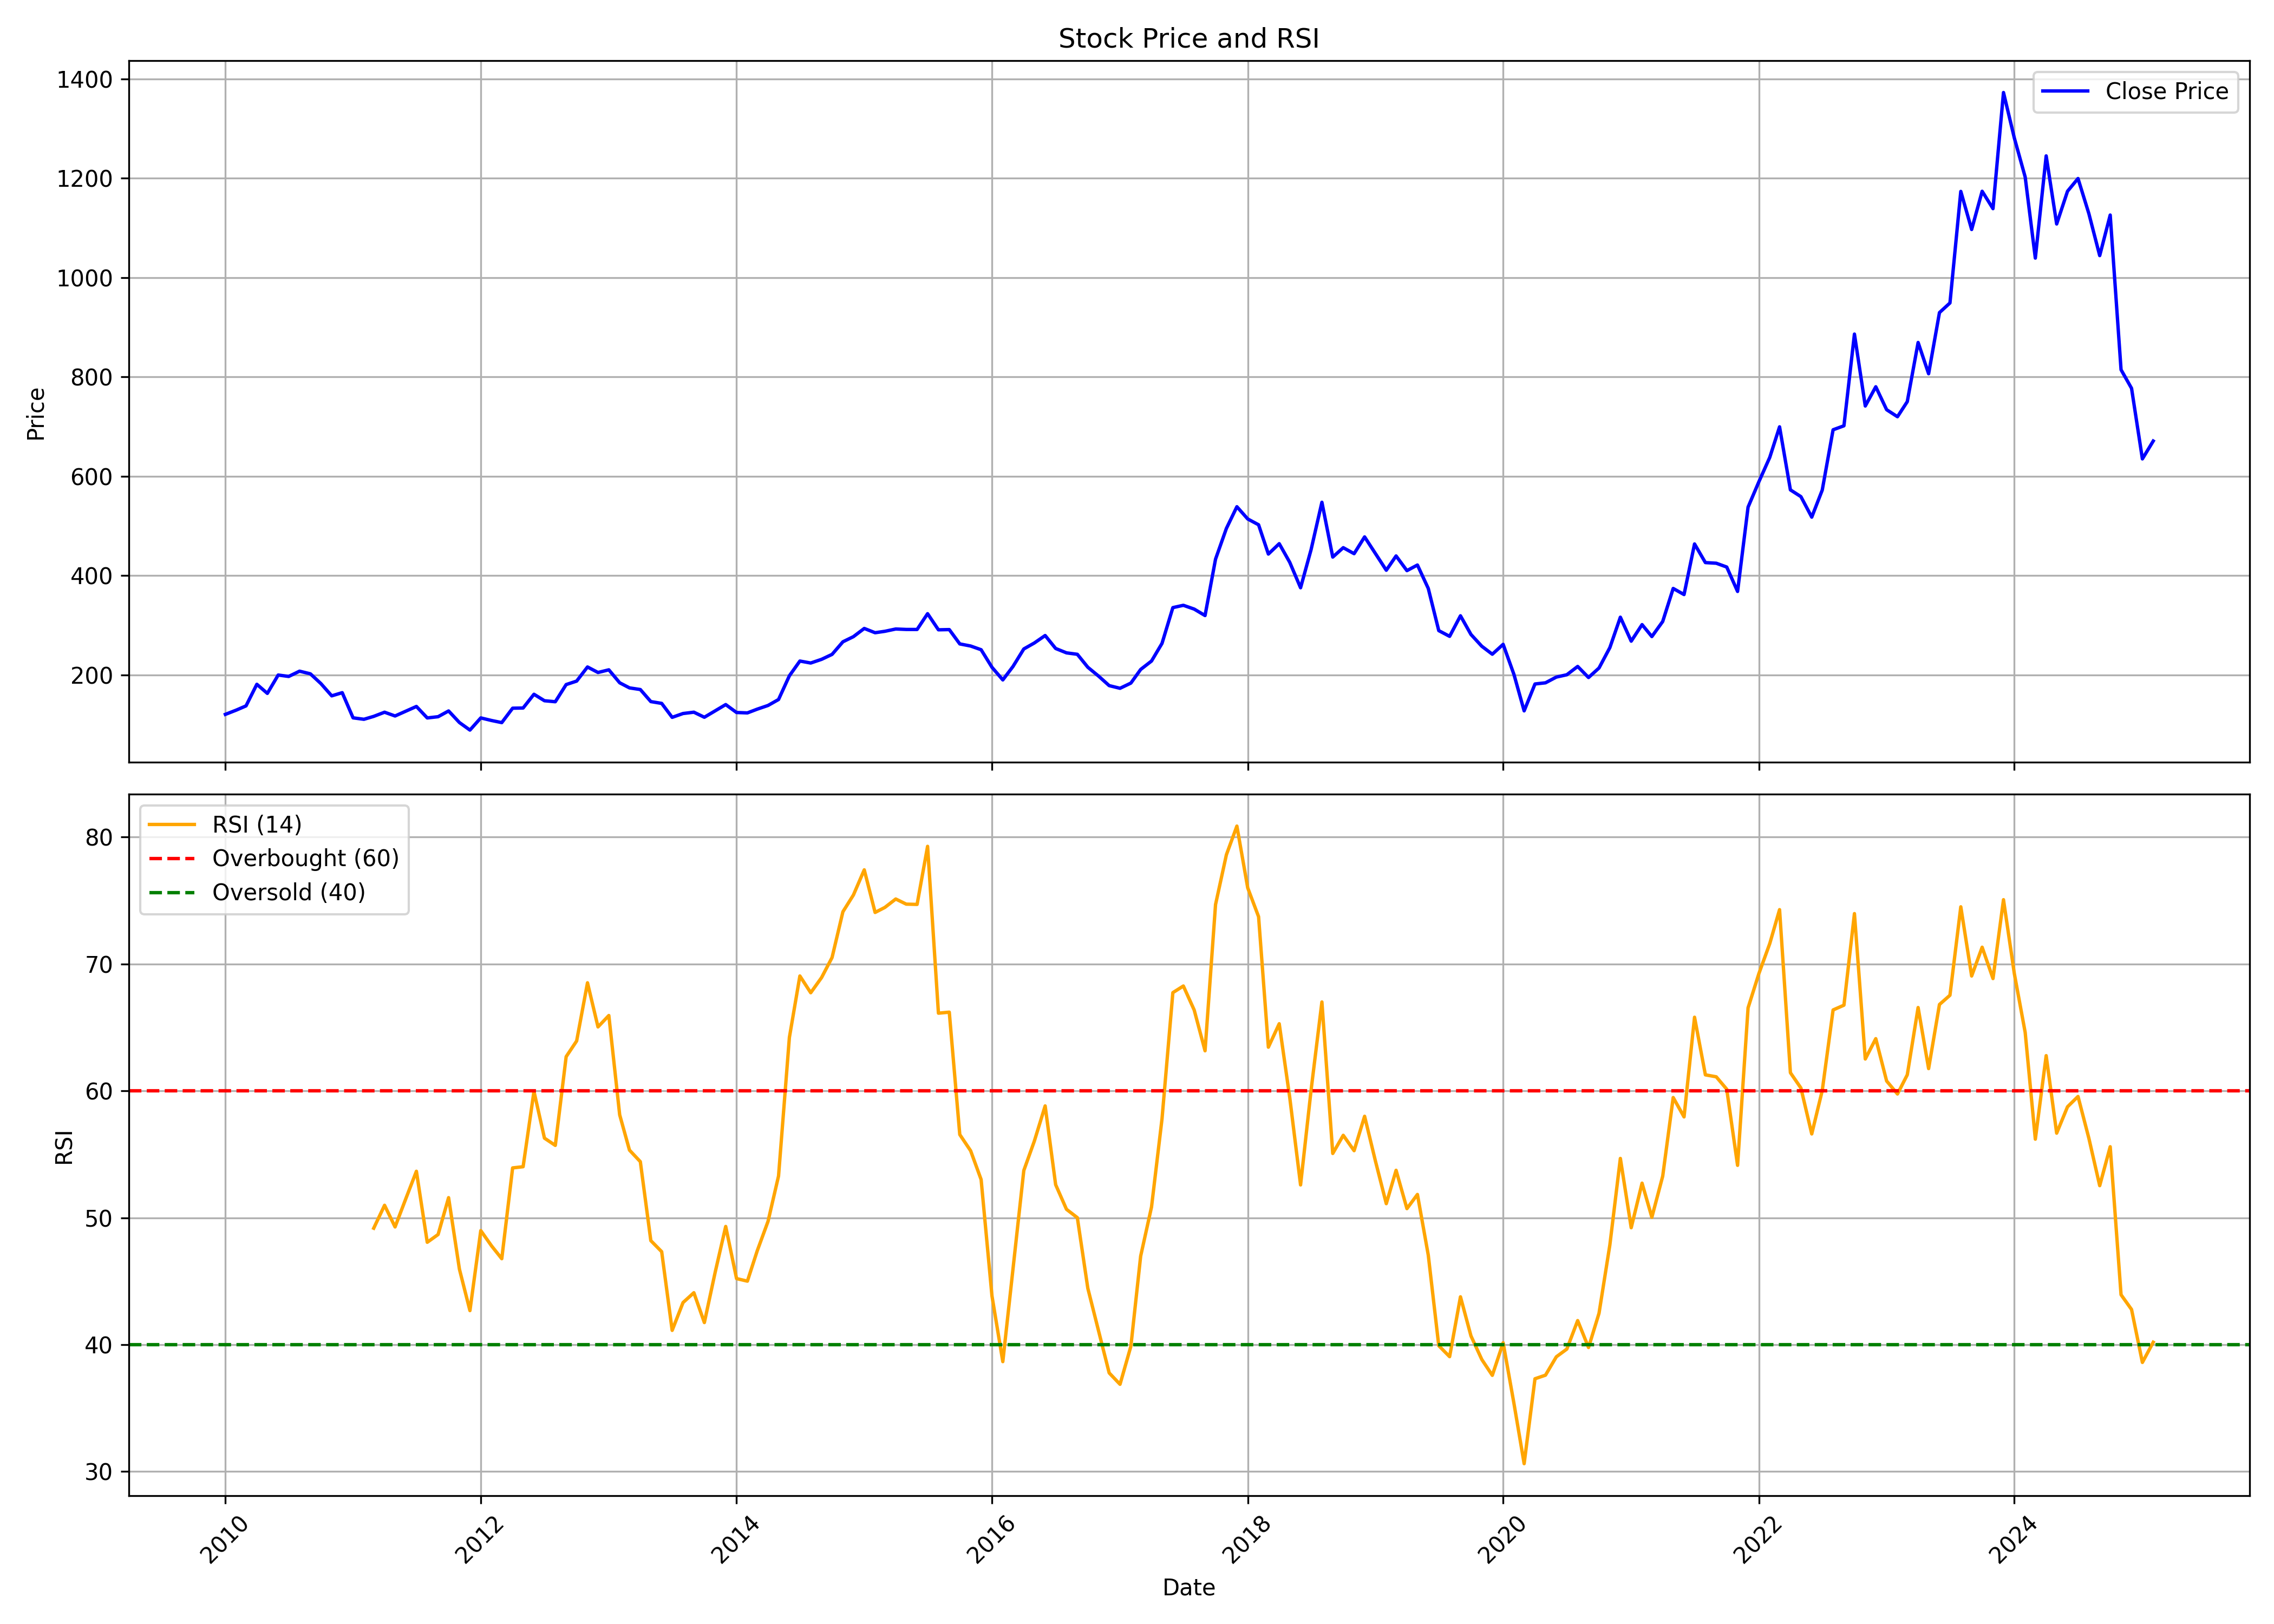 Stock Price and RSI
1400
1200
1000
800
600
400
200
Price
Close Price
80
70
60
50
40
30
RSI
RSI (14)
Overbought (60)
Oversold (40)
2010
2012
2014
2016
2018
2020
2022
2024
Date